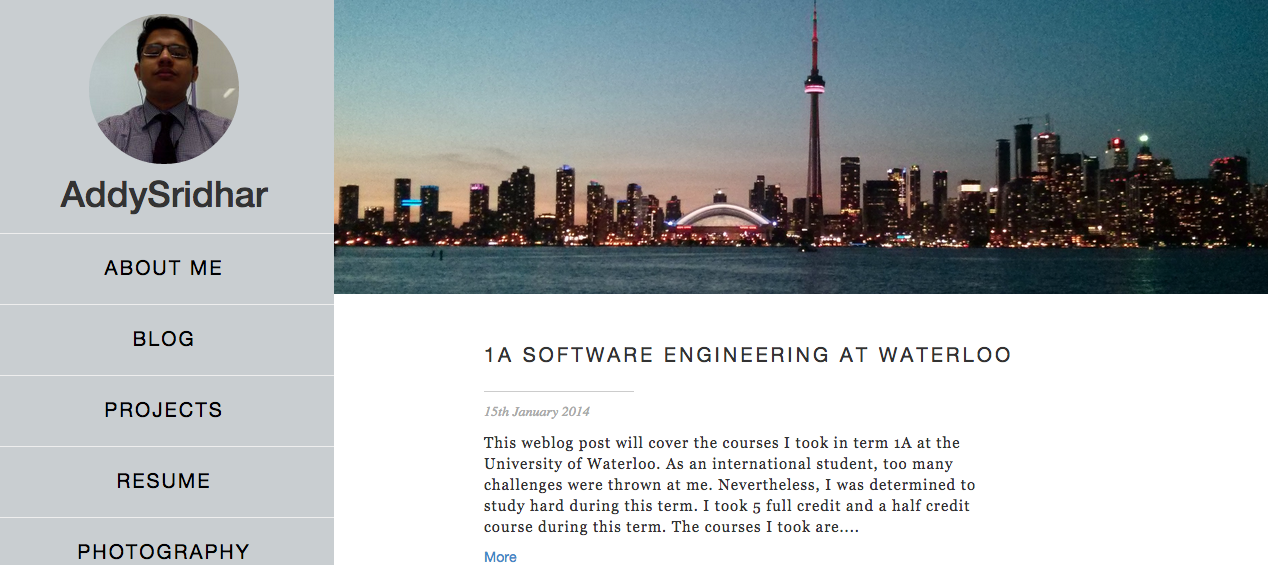 AddySridhar
ABOUT ME
BLOG
PROJECTS
RESUME
PHOTOGRAPHY
1A SOFTWARE ENGINEERING AT WATERLOO
15th January 2014
This weblog post will cover the courses I took in term 1A at the
University of Waterloo. As an international student, too many
challenges were thrown at me. Nevertheless, I was determined to
study hard during this term. I took 5 full credit and a half credit
course during this term. The courses I took are....
More